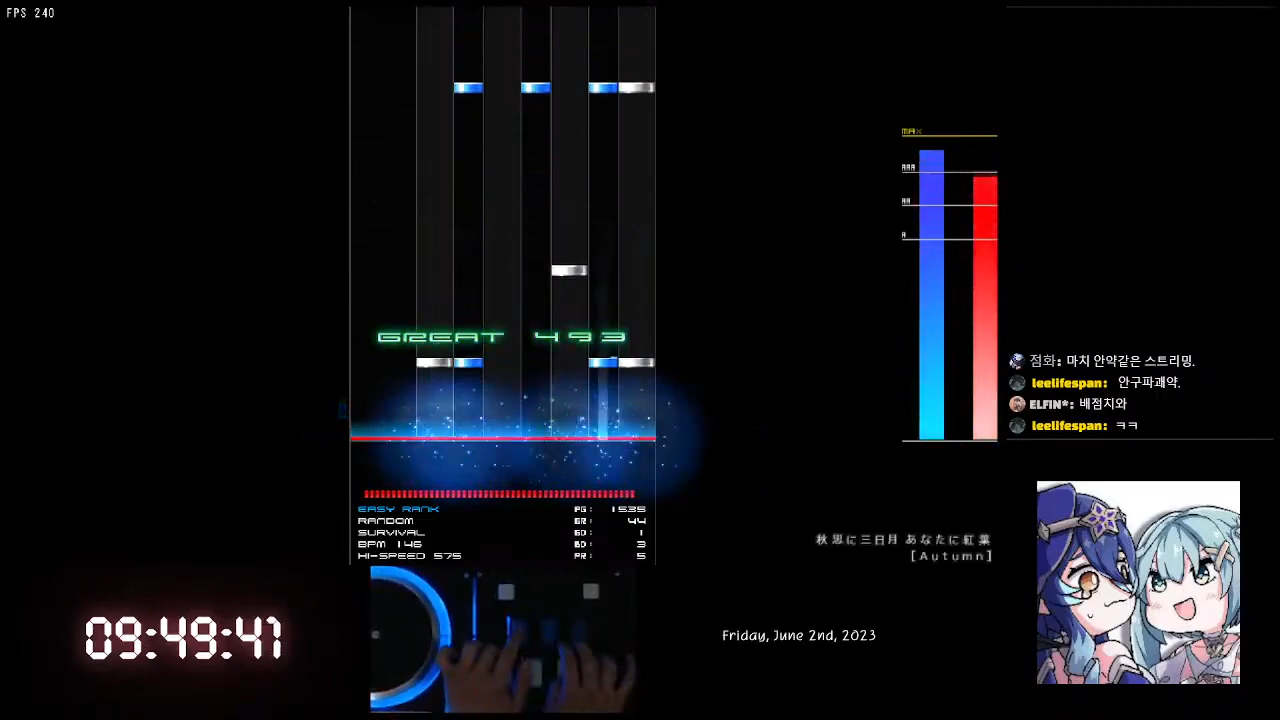 FPS 240
MAX
AAA
AA
A
GREAT 493
점화: 마치 안약같은 스트리밍.
leelifespan: 안구파괘약.
ELFIN*: 배점치와
leelifespan: ㅋㅋ
EASY RANK PG: 1535
RANDOM GR: 44
SURVIVAL GD: 1
BPM 146 BD: 3
HI-SPEED 575 PR: 5
秋思に三日月 あなたに紅葉
[Autumn]
09:49:41
Friday, June 2nd, 2023